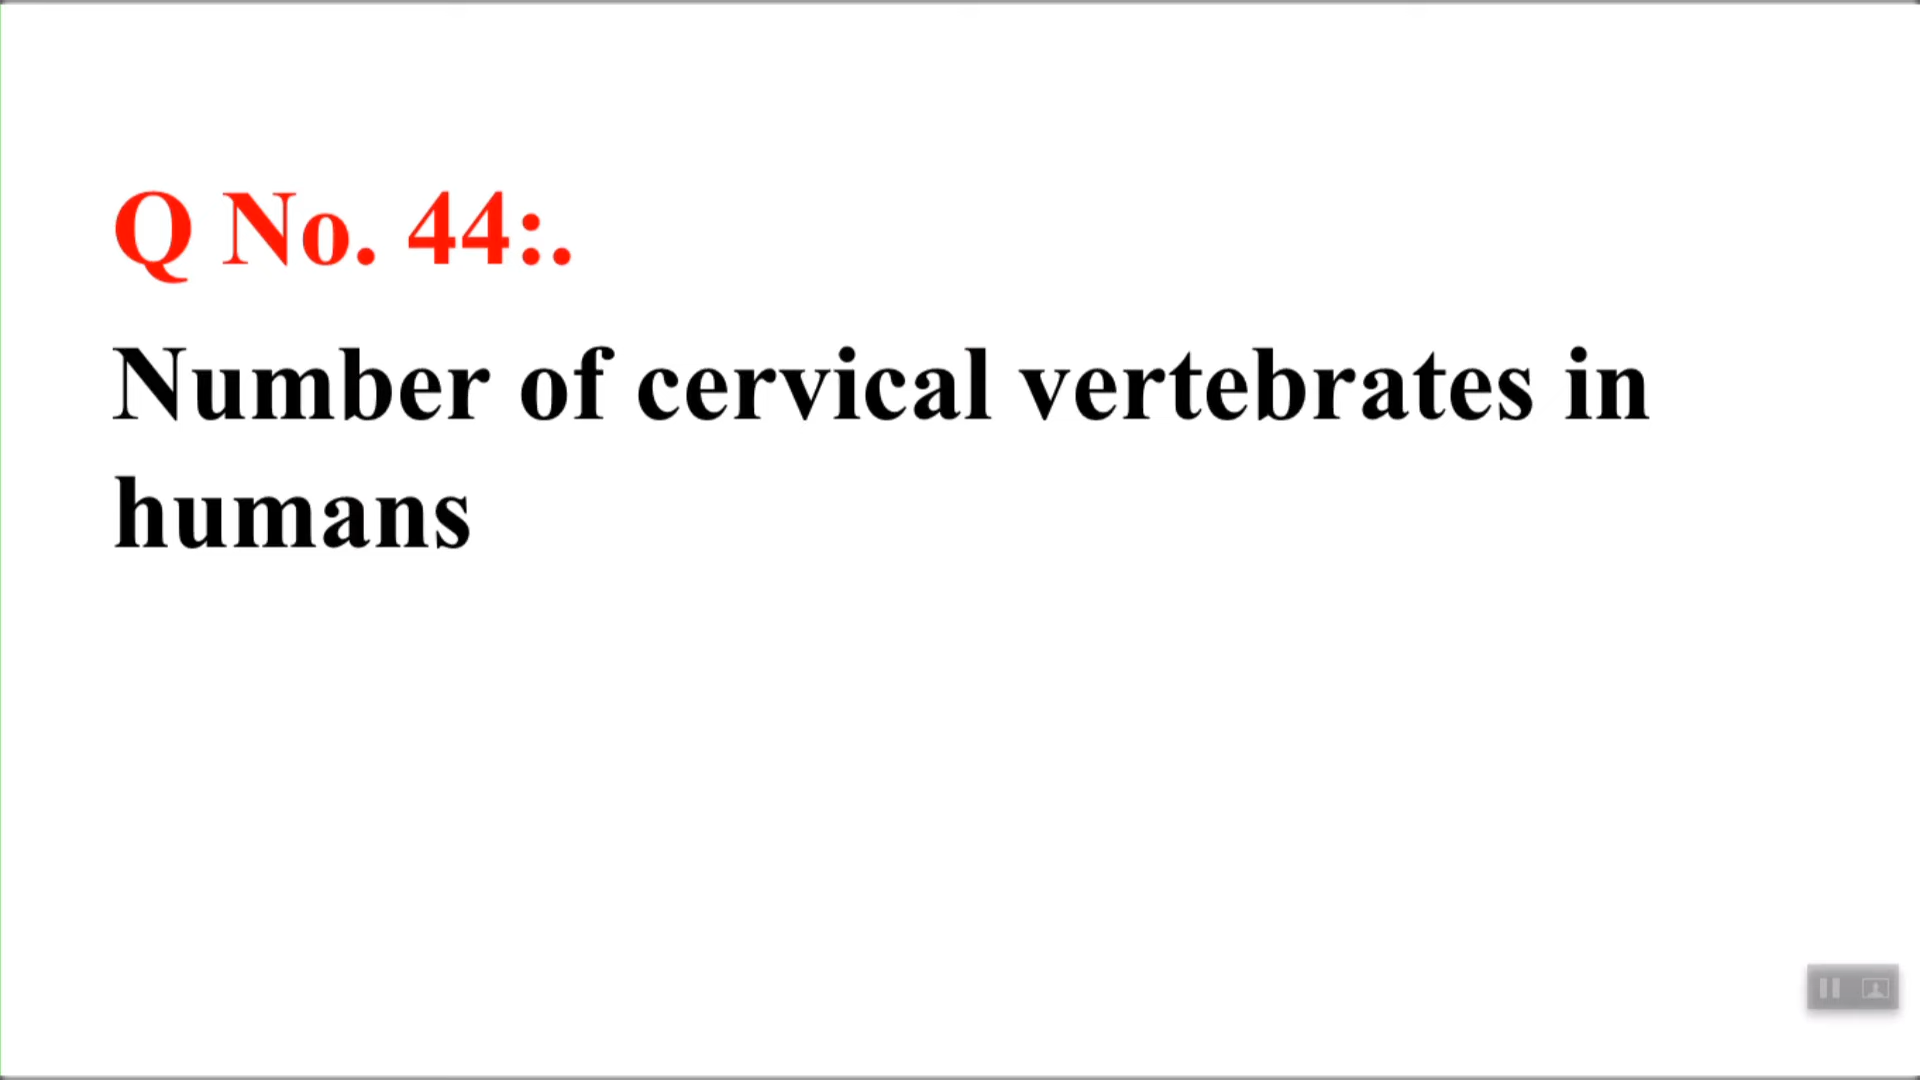 Q No. 44:.
Number of cervical vertebrates in
humans